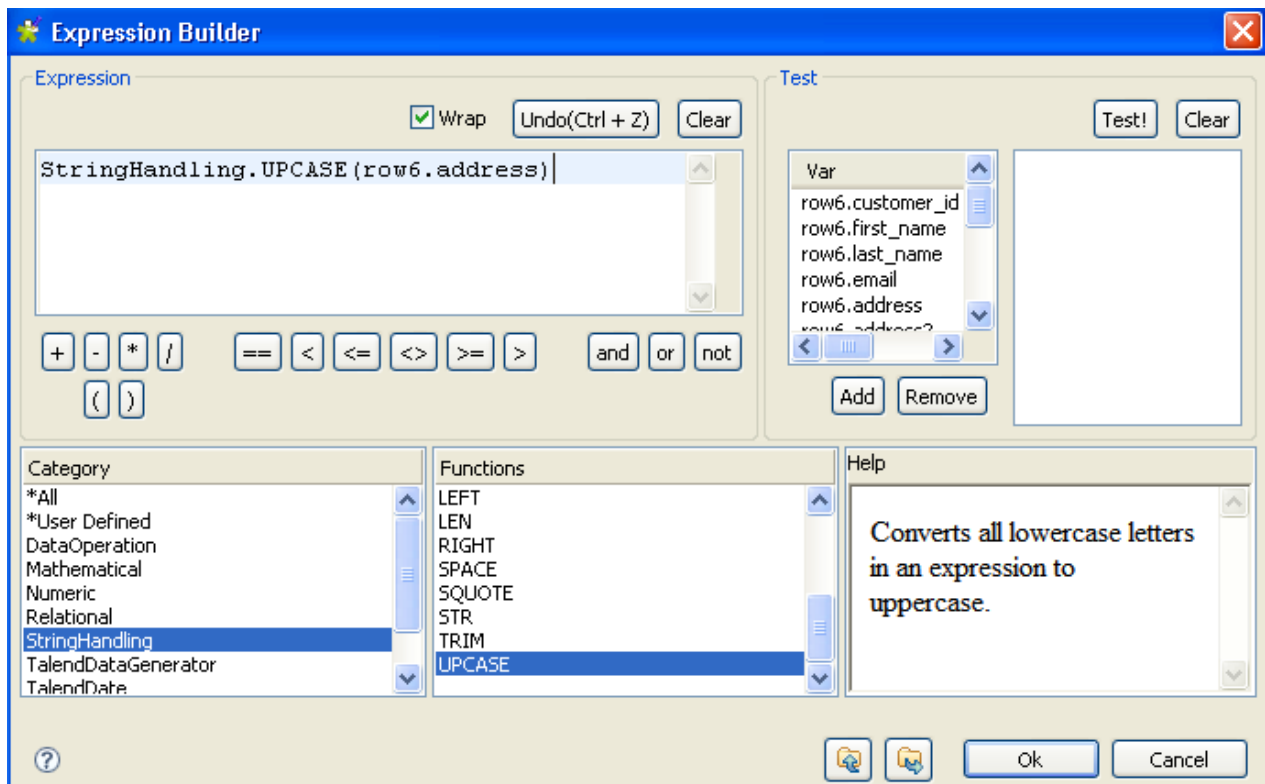 Expression Builder
Expression
Wrap
Undo(Ctrl + Z)
Clear
StringHandling.UPCASE(row6.address)
+
-
*
/
==
<
<=
<>
>=
>
and
or
not
(
)
Test
Test!
Clear
Var
row6.customer_id
row6.first_name
row6.last_name
row6.email
row6.address
row6.address2
Add
Remove
Category
*All
*User Defined
DataOperation
Mathematical
Numeric
Relational
StringHandling
TalendDataGenerator
TalendDate
Functions
LEFT
LEN
RIGHT
SPACE
SQUOTE
STR
TRIM
UPCASE
Help
Converts all lowercase letters
in an expression to
uppercase.
?
Ok
Cancel